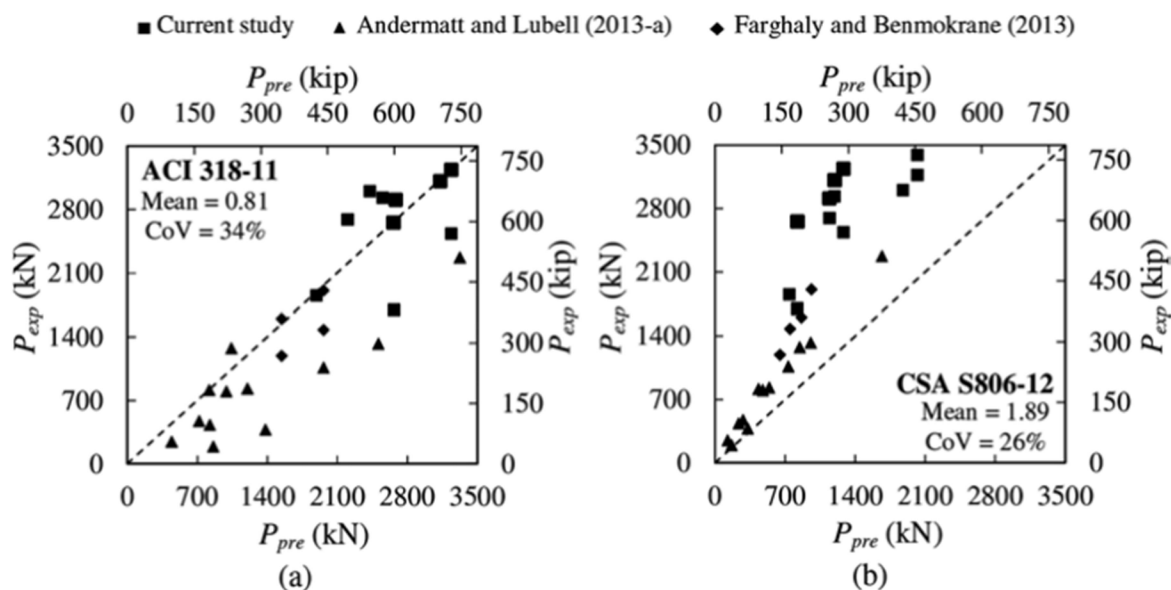 Current study Andermatt and Lubell (2013-a) Farghaly and Benmokrane (2013)
P_pre (kip)
0 150 300 450 600 750
3500
2800
2100
1400
700
0
P_exp (kN)
ACI 318-11
Mean = 0.81
CoV = 34%
750
600
450
300
150
0
P_exp (kip)
0 700 1400 2100 2800 3500
P_pre (kN)
(a)
P_pre (kip)
0 150 300 450 600 750
3500
2800
2100
1400
700
0
P_exp (kN)
CSA S806-12
Mean = 1.89
CoV = 26%
750
600
450
300
150
0
P_exp (kip)
0 700 1400 2100 2800 3500
P_pre (kN)
(b)